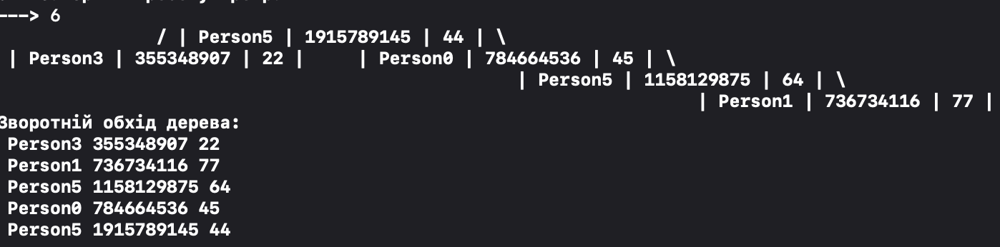 ---> 6
/ | Person5 | 1915789145 | 44 | \
| Person3 | 355348907 | 22 | | Person0 | 784664536 | 45 | \
| Person5 | 1158129875 | 64 | \
| Person1 | 736734116 | 77 |
Зворотній обхід дерева:
Person3 355348907 22
Person1 736734116 77
Person5 1158129875 64
Person0 784664536 45
Person5 1915789145 44